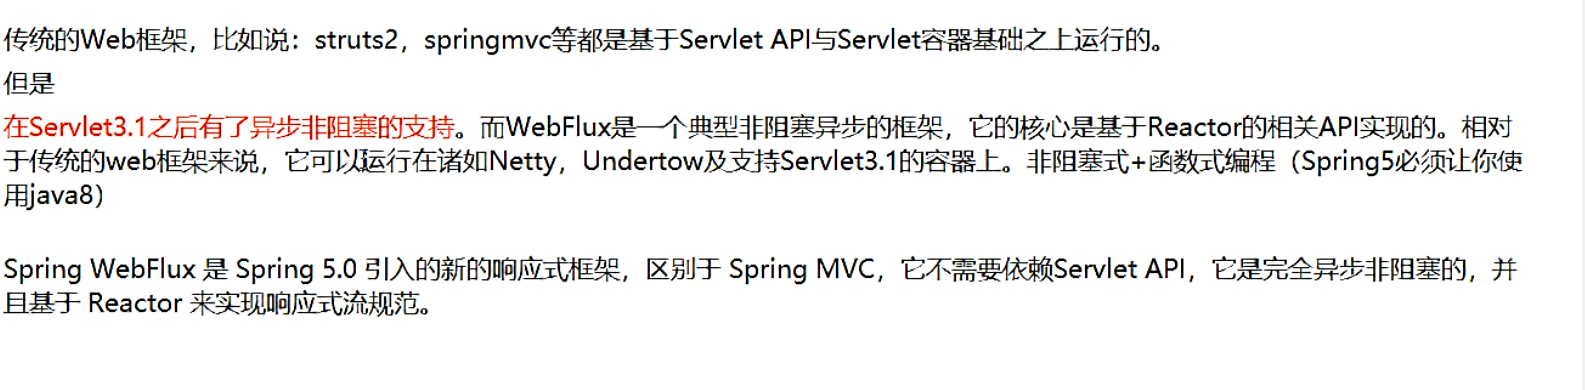 传统的Web框架，比如说：struts2，springmvc等都是基于Servlet API与Servlet容器基础之上运行的。
但是
在Servlet3.1之后有了异步非阻塞的支持。而WebFlux是一个典型非阻塞异步的框架，它的核心是基于Reactor的相关API实现的。相对
于传统的web框架来说，它可以运行在诸如Netty，Undertow及支持Servlet3.1的容器上。非阻塞式+函数式编程（Spring5必须让你使
用java8）
Spring WebFlux 是 Spring 5.0 引入的新的响应式框架，区别于 Spring MVC，它不需要依赖Servlet API，它是完全异步非阻塞的，并
且基于 Reactor 来实现响应式流规范。